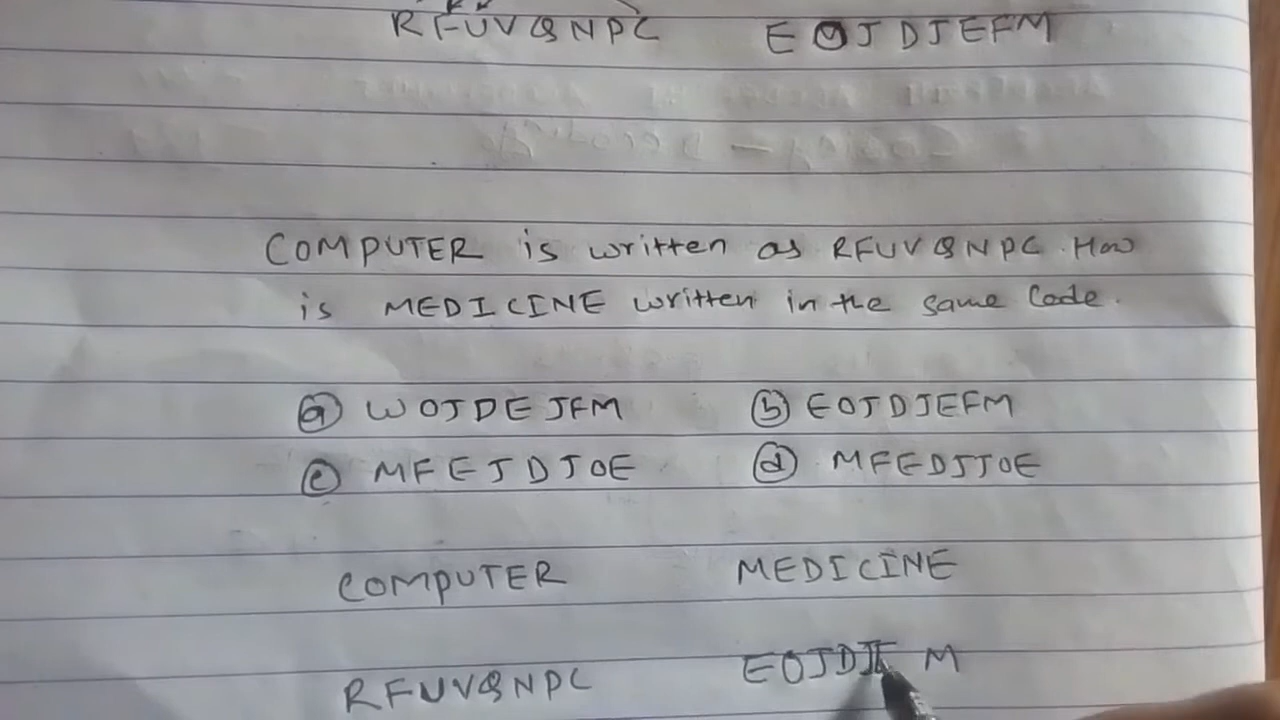 RFUVQNPC EOJDJEFM
COMPUTER is written as RFUVQNPC. How
is MEDICINE written in the same Code.
(a) WOJDEJFM (b) EOJDJEFM
(c) MFEJDJOE (d) MFEDJJOE
COMPUTER MEDICINE
RFUVQNPC EOJDJE M